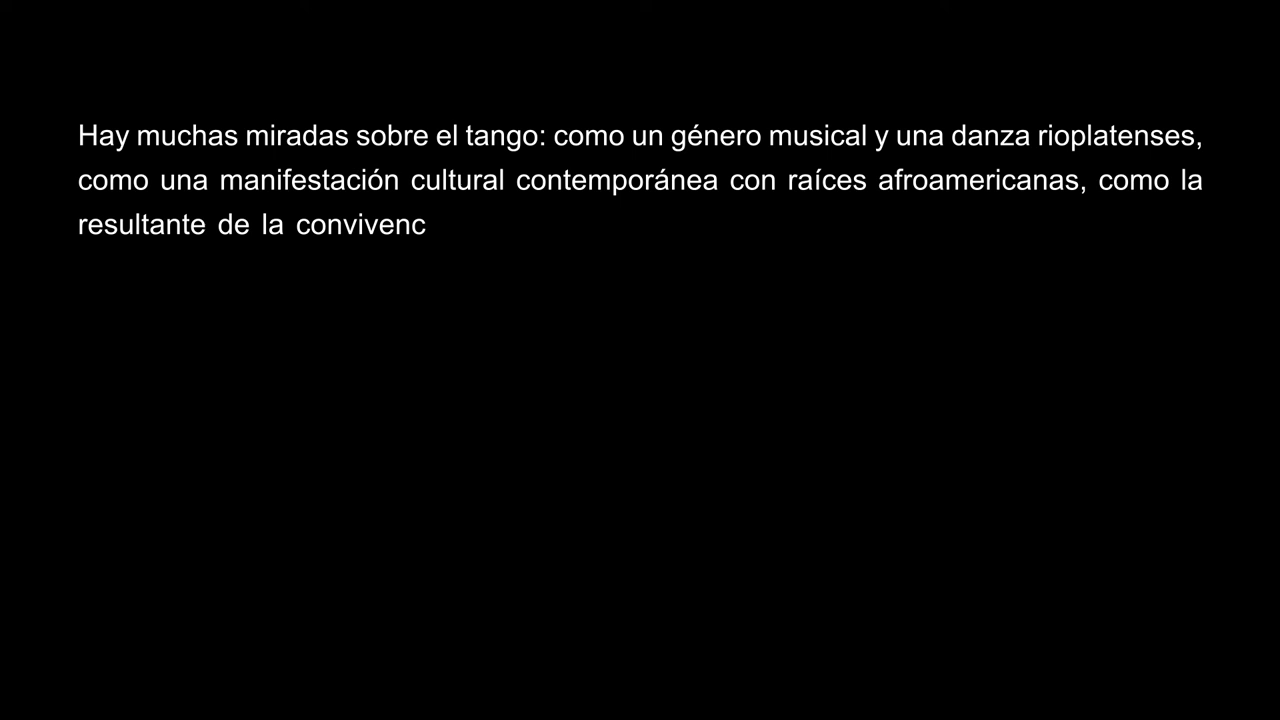 Hay muchas miradas sobre el tango: como un género musical y una danza rioplatenses,
como una manifestación cultural contemporánea con raíces afroamericanas, como la
resultante de la convivenc